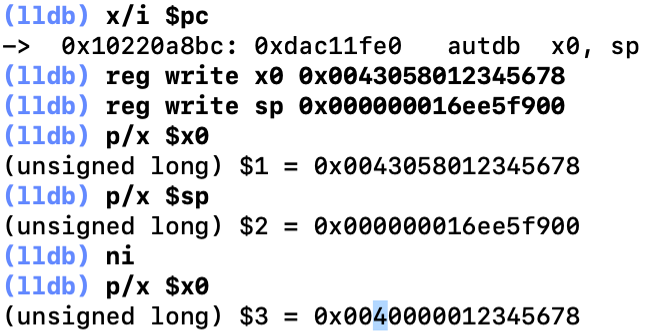 (lldb) x/i $pc
-> 0x10220a8bc: 0xdac11fe0 autdb x0, sp
(lldb) reg write x0 0x0043058012345678
(lldb) reg write sp 0x000000016ee5f900
(lldb) p/x $x0
(unsigned long) $1 = 0x0043058012345678
(lldb) p/x $sp
(unsigned long) $2 = 0x000000016ee5f900
(lldb) ni
(lldb) p/x $x0
(unsigned long) $3 = 0x0040000012345678